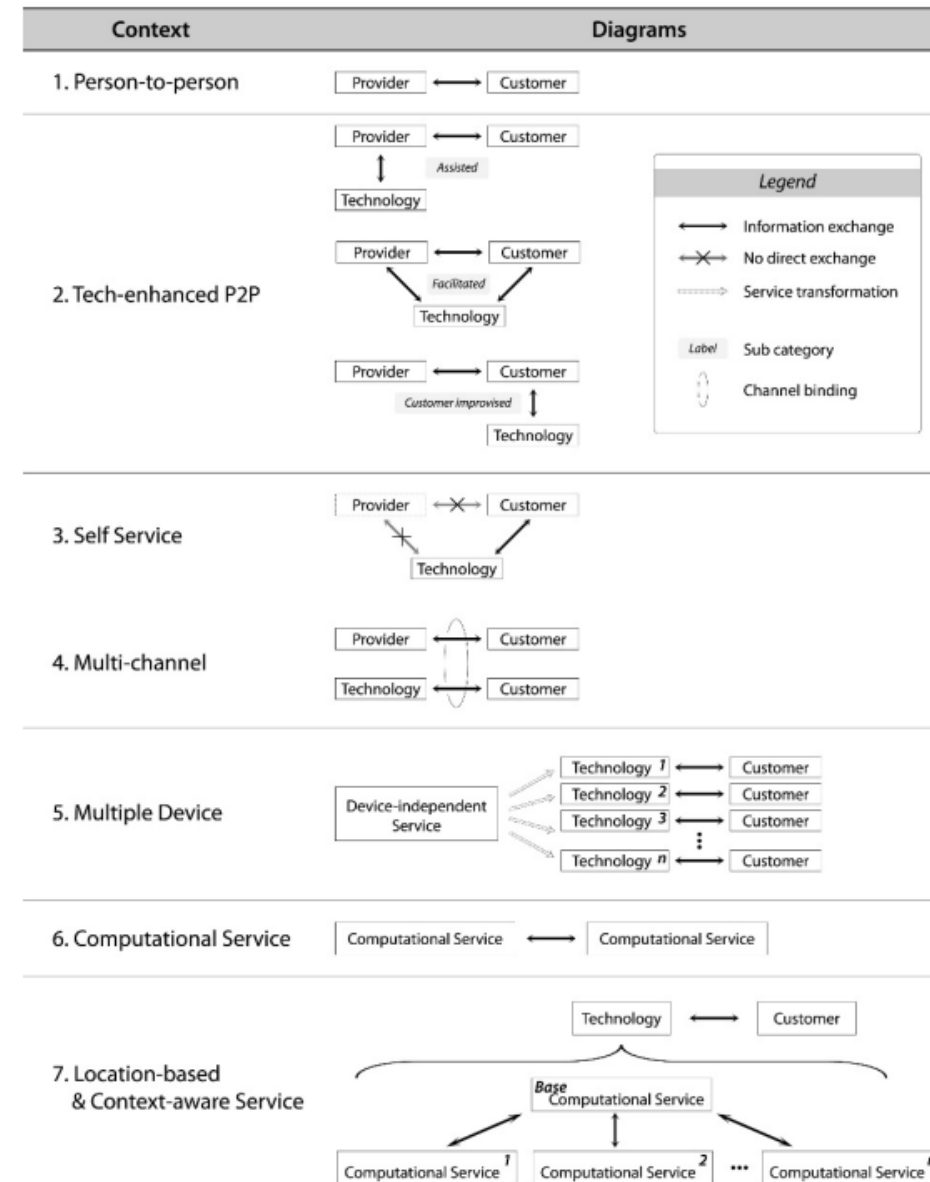 Context Diagrams
1. Person-to-person
Provider Customer
2. Tech-enhanced P2P
Provider Customer
Assisted
Technology
Provider Customer
Facilitated
Technology
Provider Customer
Customer improvised
Technology
Legend
Information exchange
No direct exchange
Service transformation
Label Sub category
Channel binding
3. Self Service
Provider Customer
Technology
4. Multi-channel
Provider Customer
Technology Customer
5. Multiple Device
Device-independent
Service
Technology 1 Customer
Technology 2 Customer
Technology 3 Customer
Technology n Customer
6. Computational Service
Computational Service Computational Service
7. Location-based
& Context-aware Service
Technology Customer
Base
Computational Service
Computational Service 1 Computational Service 2 ... Computational Service